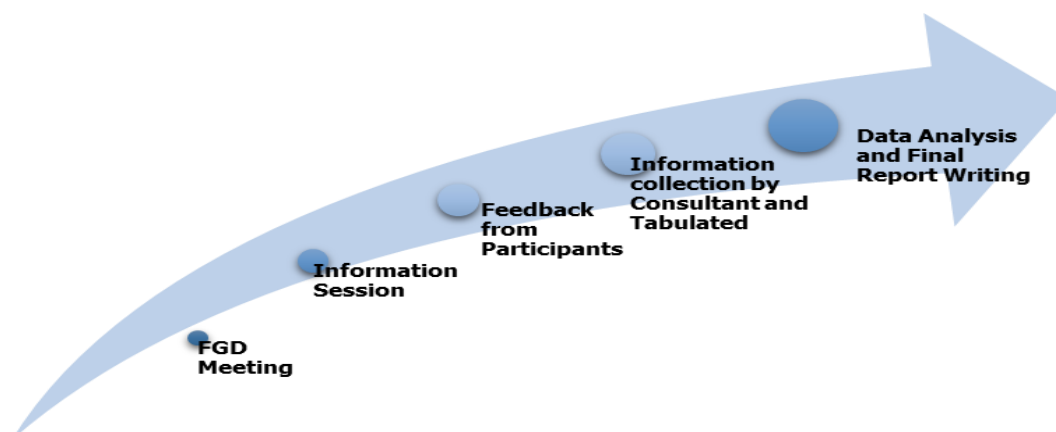 FGD
Meeting
Information
Session
Feedback
from
Participants
Information
collection by
Consultant and
Tabulated
Data Analysis
and Final
Report Writing